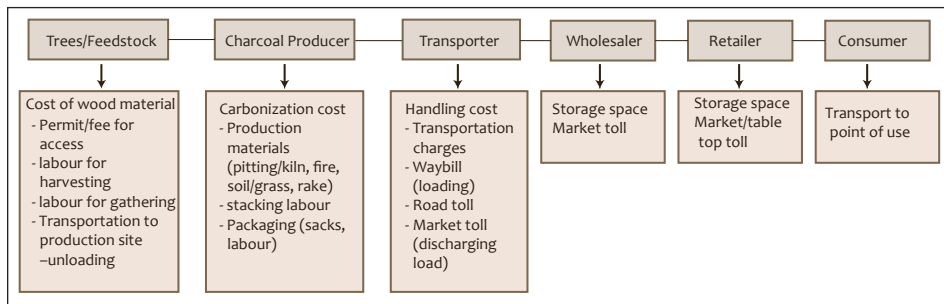 Trees/Feedstock
Charcoal Producer
Transporter
Wholesaler
Retailer
Consumer
Cost of wood material
- Permit/fee for
access
- labour for
harvesting
- labour for gathering
- Transportation to
production site
–unloading
Carbonization cost
- Production
materials
(pitting/kiln, fire,
soil/grass, rake)
- stacking labour
- Packaging (sacks,
labour)
Handling cost
- Transportation
charges
- Waybill
(loading)
- Road toll
- Market toll
(discharging
load)
Storage space
Market toll
Storage space
Market/table
top toll
Transport to
point of use